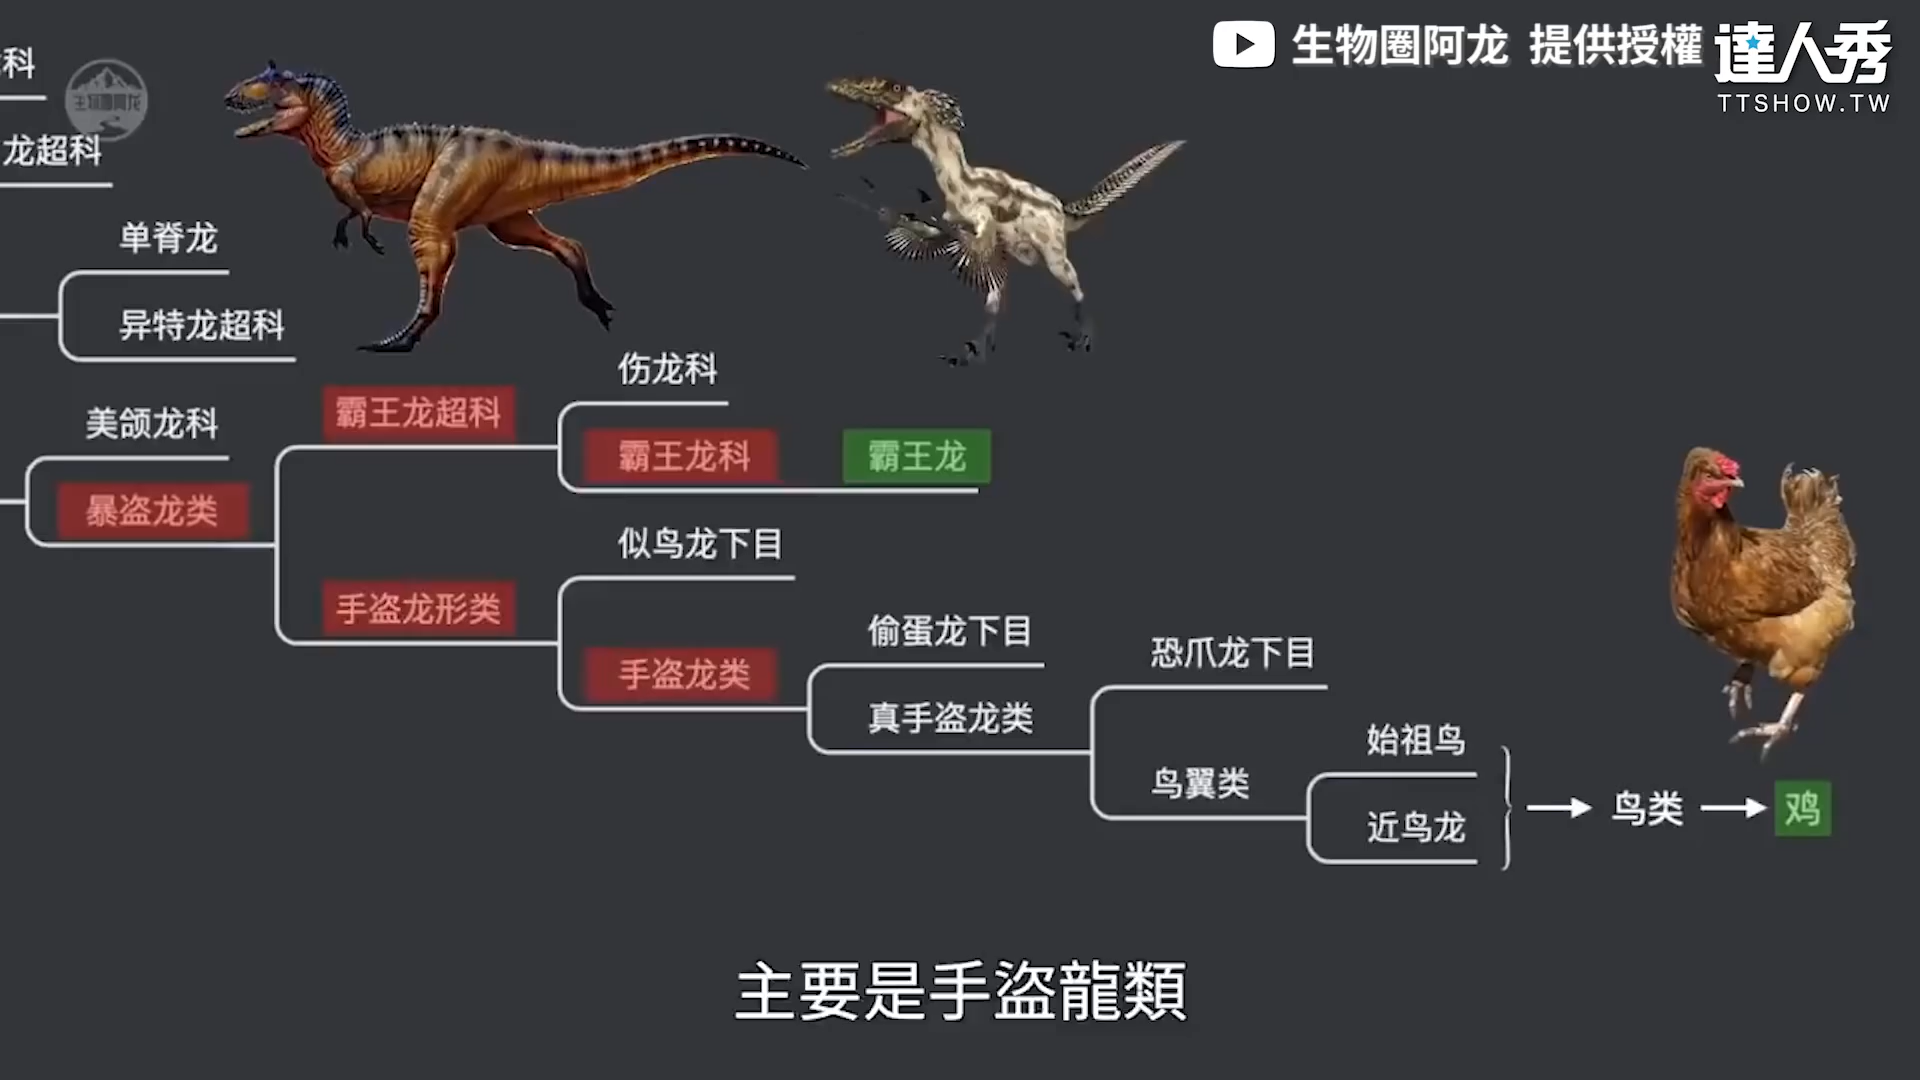 生物圈阿龙 提供授權
達人秀
TTSHOW.TW
科
生物圈阿龙
龙超科
单脊龙
异特龙超科
伤龙科
美颌龙科
霸王龙超科
霸王龙科
霸王龙
暴盗龙类
似鸟龙下目
手盗龙形类
偷蛋龙下目
恐爪龙下目
手盗龙类
真手盗龙类
始祖鸟
鸟翼类
鸟类
鸡
近鸟龙
主要是手盜龍類